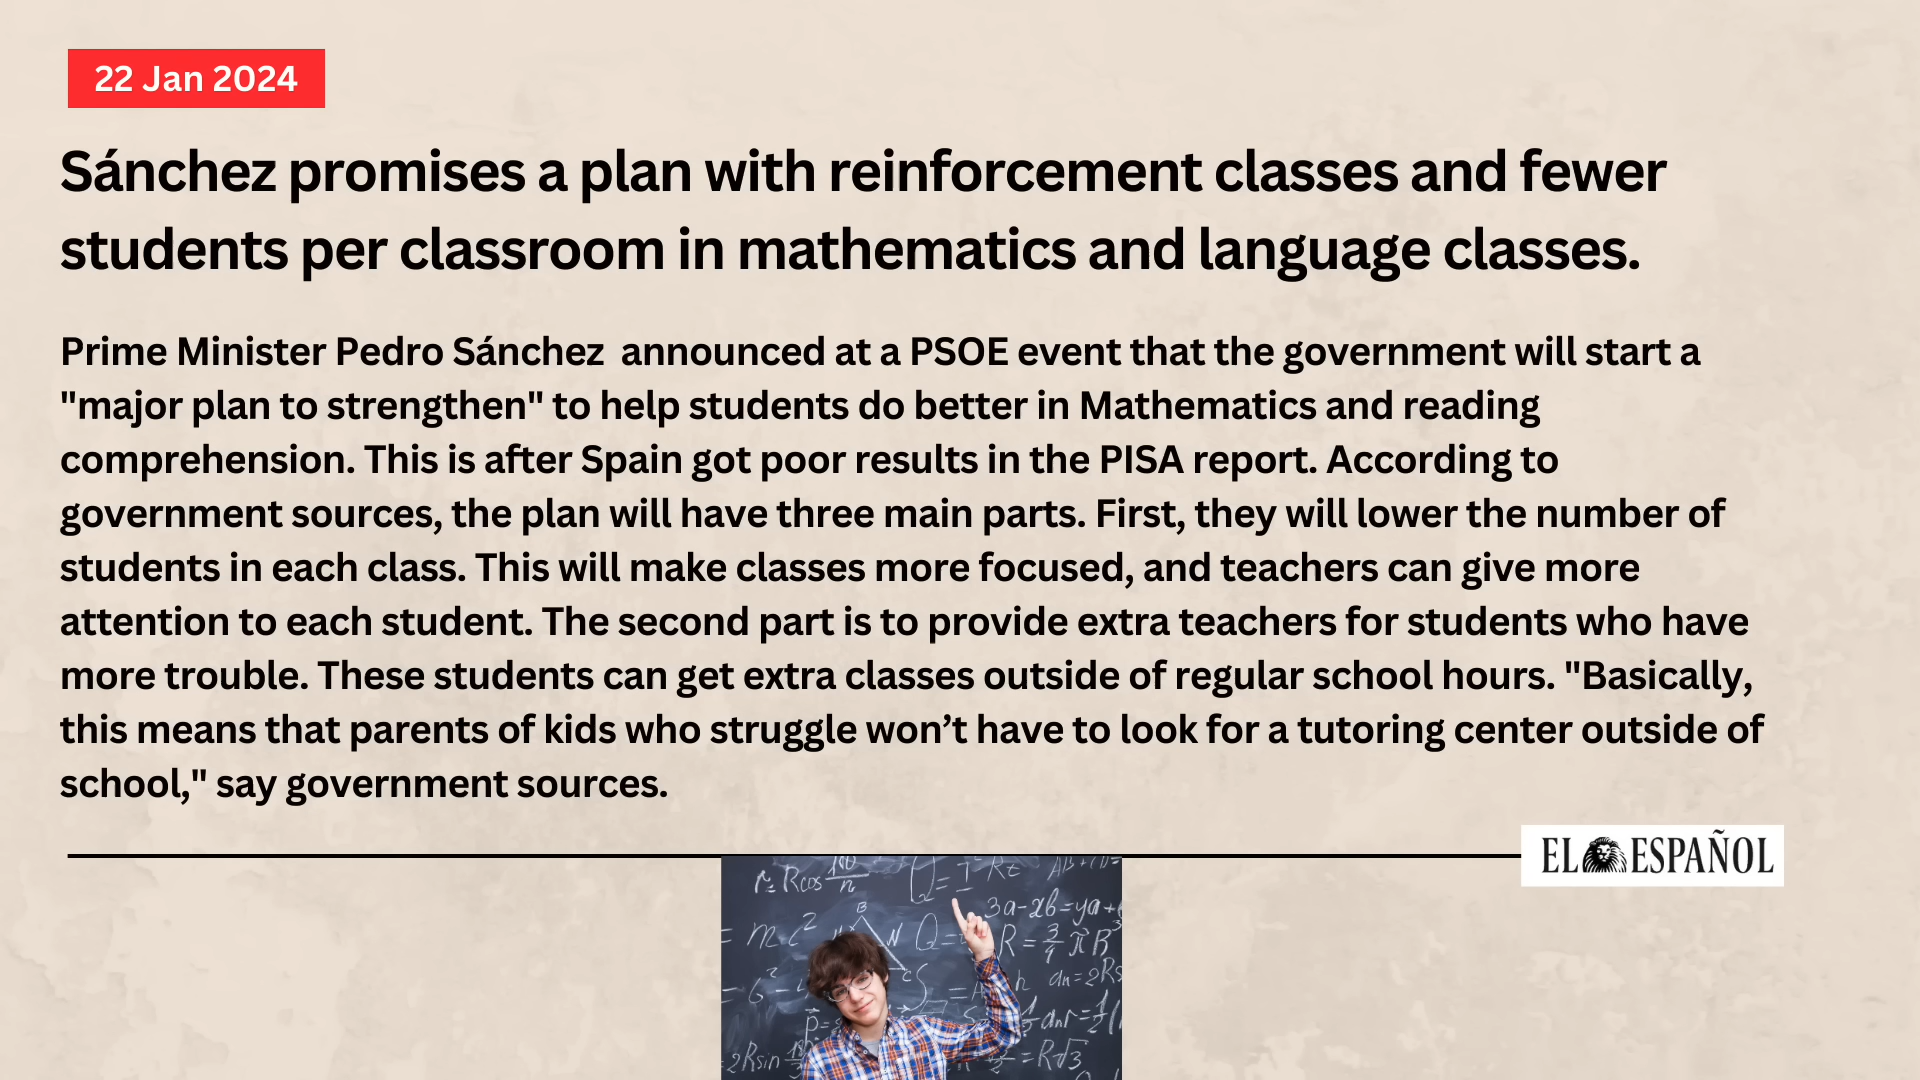 22 Jan 2024
Sánchez promises a plan with reinforcement classes and fewer
students per classroom in mathematics and language classes.
Prime Minister Pedro Sánchez  announced at a PSOE event that the government will start a
"major plan to strengthen" to help students do better in Mathematics and reading
comprehension. This is after Spain got poor results in the PISA report. According to
government sources, the plan will have three main parts. First, they will lower the number of
students in each class. This will make classes more focused, and teachers can give more
attention to each student. The second part is to provide extra teachers for students who have
more trouble. These students can get extra classes outside of regular school hours. "Basically,
this means that parents of kids who struggle won’t have to look for a tutoring center outside of
school," say government sources.
EL ESPAÑOL
3a-xb=ya+
R=3/4 πR³
=R√3